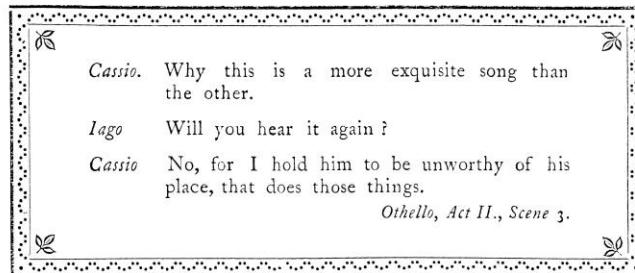 Cassio. Why this is a more exquisite song than
the other.
Iago Will you hear it again ?
Cassio No, for I hold him to be unworthy of his
place, that does those things.
Othello, Act II., Scene 3.